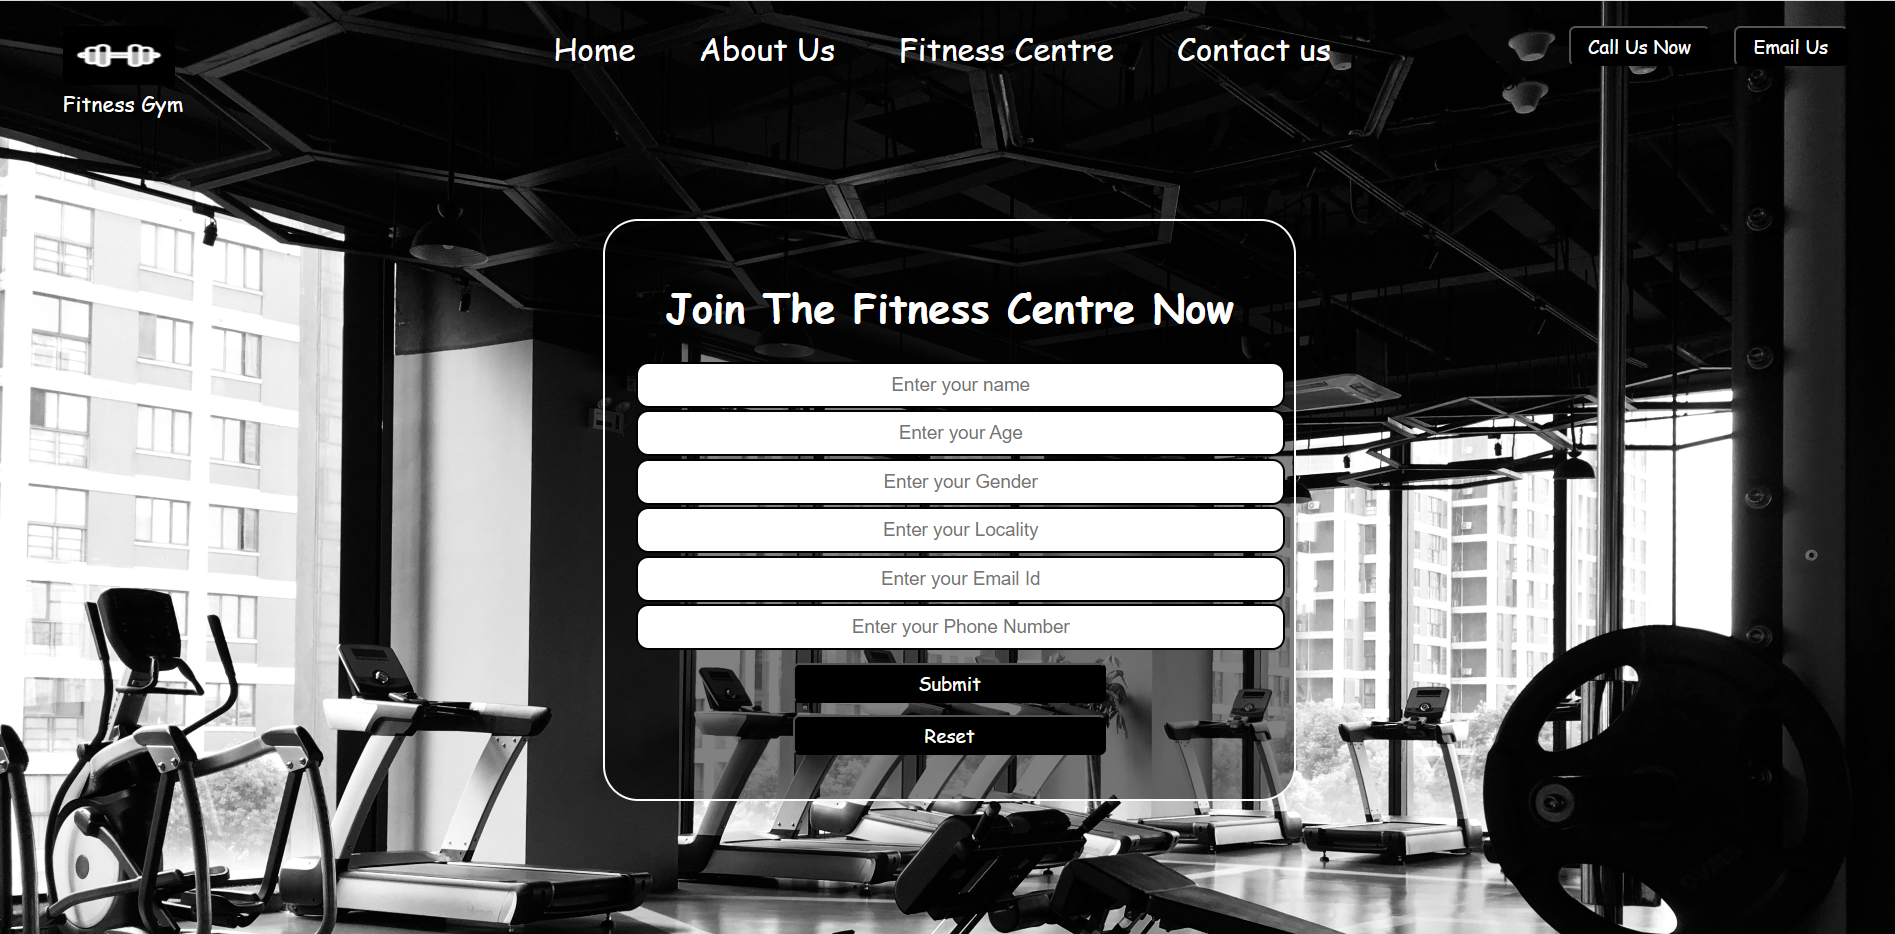 Home
About Us
Fitness Centre
Contact us
Call Us Now
Email Us
Fitness Gym
Join The Fitness Centre Now
Enter your name
Enter your Age
Enter your Gender
Enter your Locality
Enter your Email Id
Enter your Phone Number
Submit
Reset